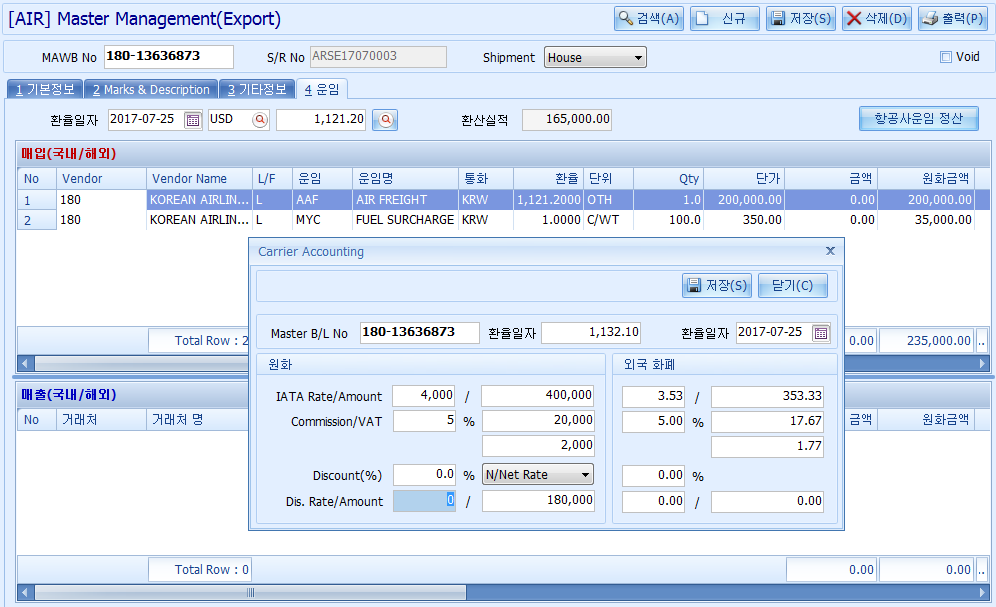 [AIR] Master Management(Export) 검색(A) 신규 저장(S) 삭제(D) 출력(P)
MAWB No 180-13636873 S/R No ARSE17070003 Shipment House Void
1 기본정보 2 Marks & Description 3 기타정보 4 운임
환율일자 2017-07-25 USD 1,121.20 환산실적 165,000.00 항공사운임 정산
매입(국내/해외)
No Vendor Vendor Name L/F 운임 운임명 통화 환율 단위 Qty 단가 금액 원화금액
1 180 KOREAN AIRLIN... L AAF AIR FREIGHT KRW 1,121.2000 OTH 1.0 200,000.00 0.00 200,000.00
2 180 KOREAN AIRLIN... L MYC FUEL SURCHARGE KRW 1.0000 C/WT 100.0 350.00 0.00 35,000.00
Total Row : 2 0.00 235,000.00 ..
Carrier Accounting x
저장(S) 닫기(C)
Master B/L No 180-13636873 환율일자 1,132.10 환율일자 2017-07-25
원화 외국 화폐
IATA Rate/Amount 4,000 / 400,000 3.53 / 353.33
Commission/VAT 5 % 20,000 5.00 % 17.67
2,000 1.77
Discount(%) 0.0 % N/Net Rate 0.00 %
Dis. Rate/Amount 0 / 180,000 0.00 / 0.00
매출(국내/해외)
No 거래처 거래처 명 금액 원화금액
Total Row : 0 0.00 0.00 ..